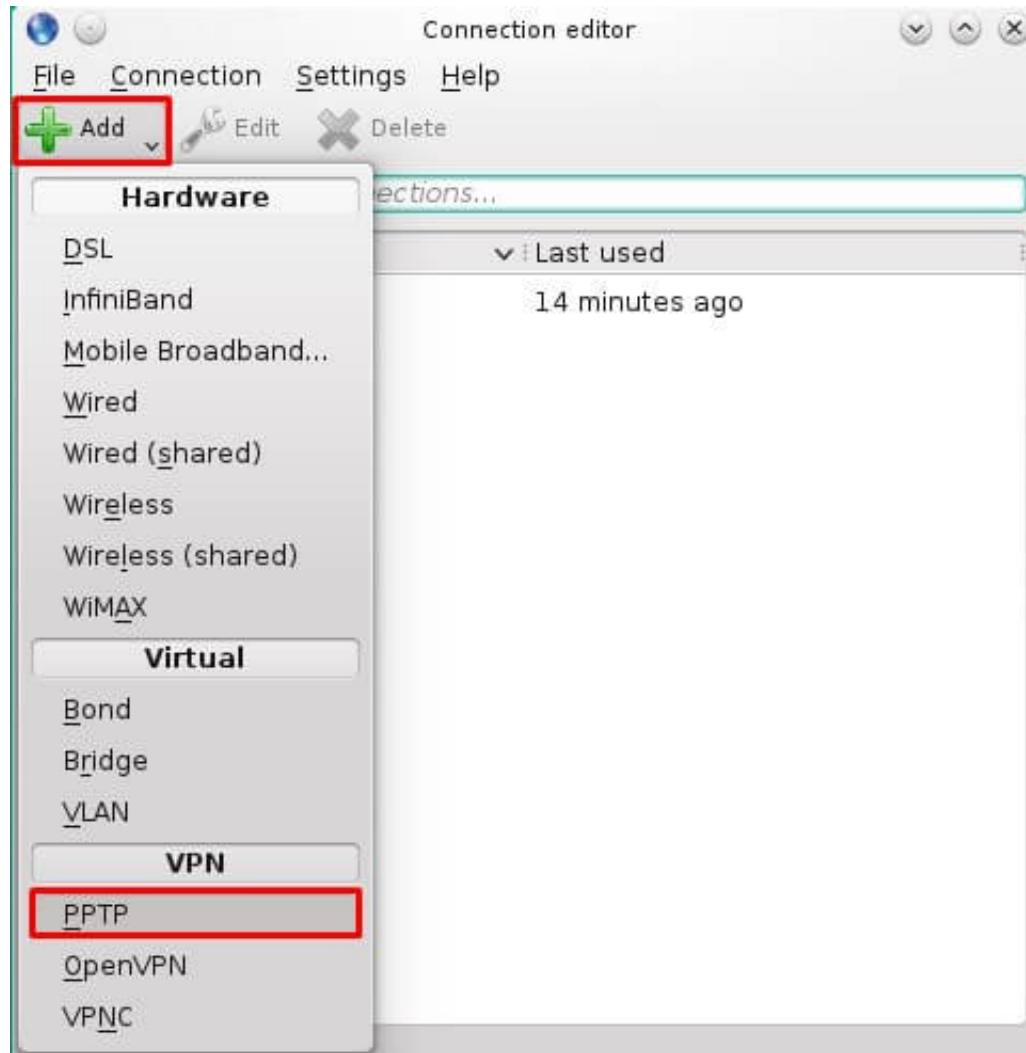 Connection editor
File Connection Settings Help
Add Edit Delete
Hardware
DSL
InfiniBand
Mobile Broadband...
Wired
Wired (shared)
Wireless
Wireless (shared)
WiMAX
Virtual
Bond
Bridge
VLAN
VPN
PPTP
OpenVPN
VPNC
ections...
Last used
14 minutes ago